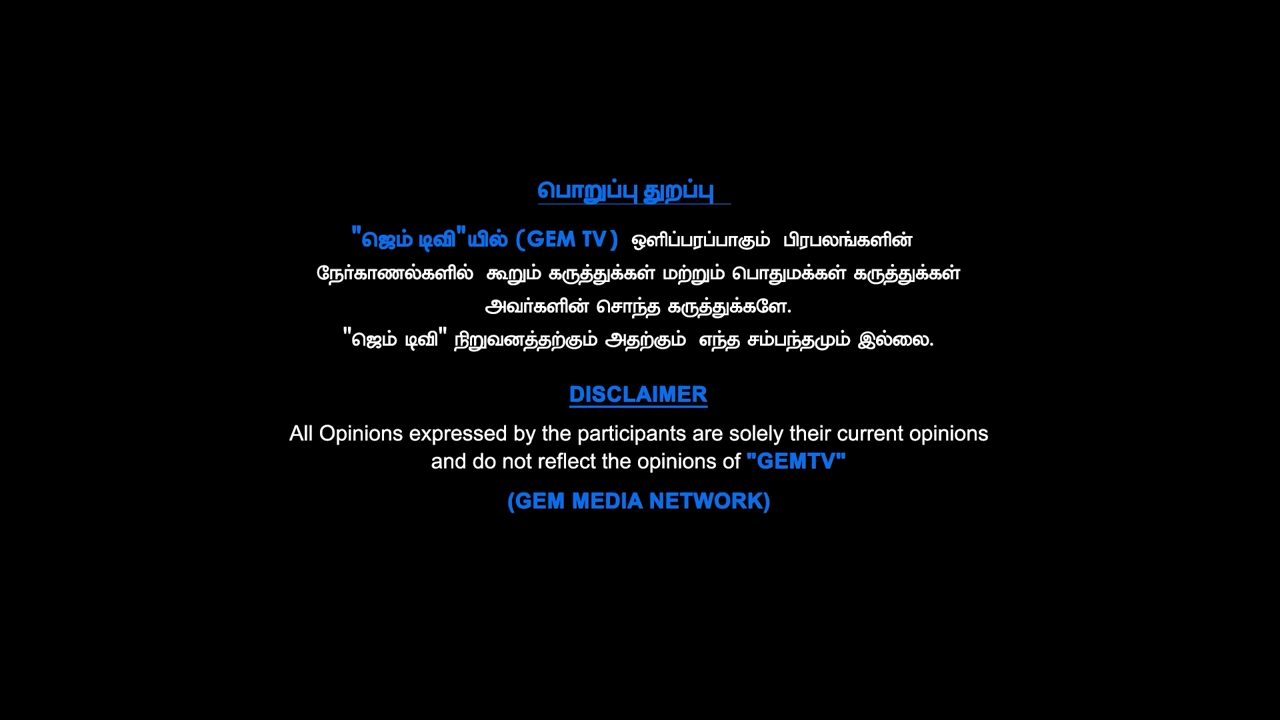 பொறுப்பு துறப்பு
"ஜெம் டிவி"யில் (GEM TV) ஒளிப்பரப்பாகும் பிரபலங்களின்
நேர்காணல்களில் கூறும் கருத்துக்கள் மற்றும் பொதுமக்கள் கருத்துக்கள்
அவர்களின் சொந்த கருத்துக்களே.
"ஜெம் டிவி" நிறுவனத்தற்கும் அதற்கும் எந்த சம்பந்தமும் இல்லை.
DISCLAIMER
All Opinions expressed by the participants are solely their current opinions
and do not reflect the opinions of "GEMTV"
(GEM MEDIA NETWORK)